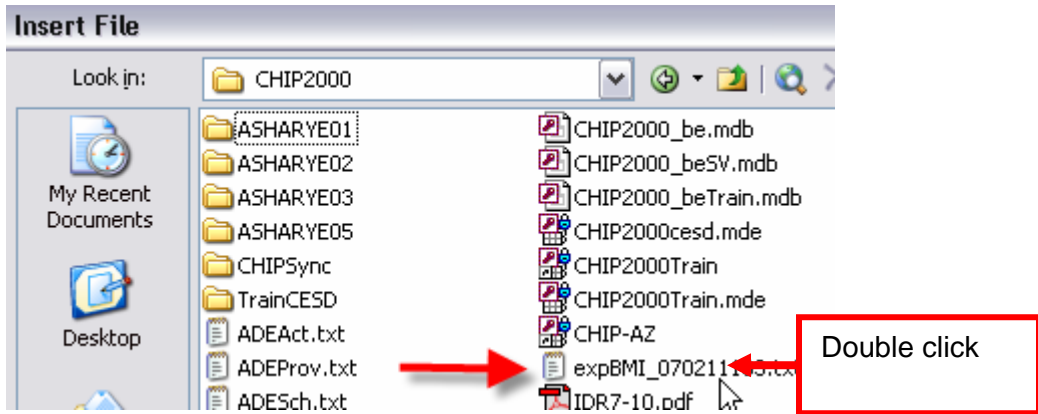 Insert File
Look in:
CHIP2000
My Recent
Documents
Desktop
ASHARYE01
ASHARYE02
ASHARYE03
ASHARYE05
CHIPSync
TrainCESD
ADEAct.txt
ADEProv.txt
ADESch.txt
CHIP2000_be.mdb
CHIP2000_beSV.mdb
CHIP2000_beTrain.mdb
CHIP2000cesd.mde
CHIP2000Train
CHIP2000Train.mde
CHIP-AZ
IDR7-10.pdf
Double click